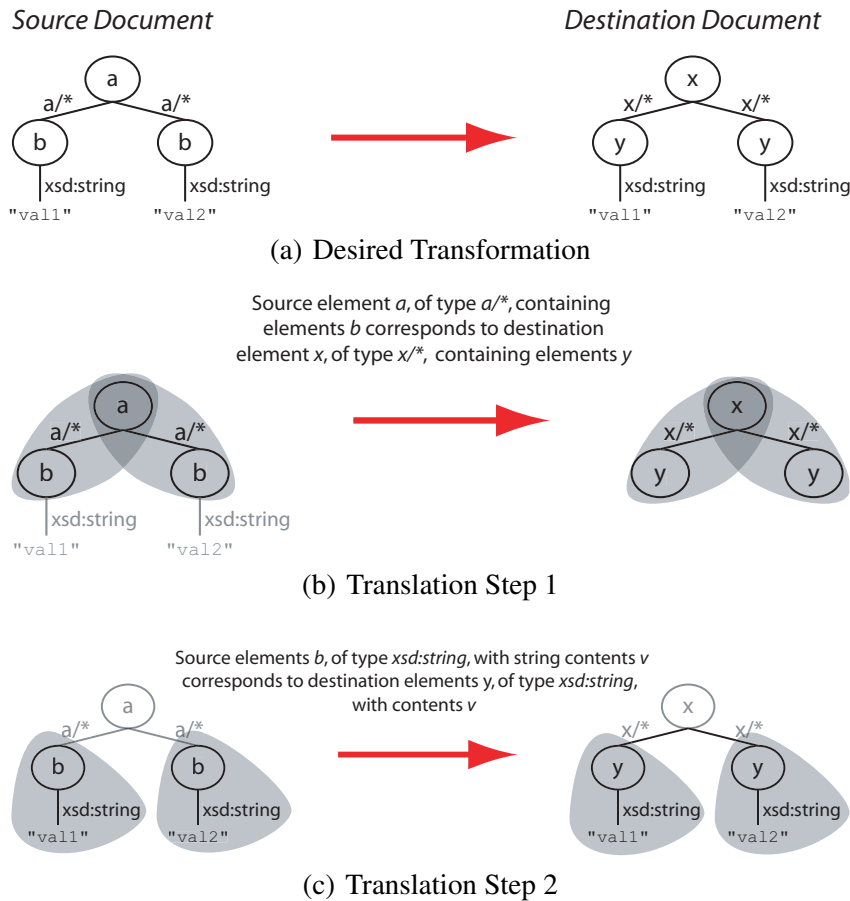 Source Document
Destination Document
a
x
a/*
a/*
x/*
x/*
b
b
y
y
xsd:string
xsd:string
xsd:string
xsd:string
"val1"
"val2"
"val1"
"val2"
(a) Desired Transformation
Source element a, of type a/*, containing
elements b corresponds to destination
element x, of type x/*, containing elements y
a
x
a/*
a/*
x/*
x/*
b
b
y
y
xsd:string
xsd:string
"val1"
"val2"
(b) Translation Step 1
Source elements b, of type xsd:string, with string contents v
corresponds to destination elements y, of type xsd:string,
with contents v
a
x
a/*
a/*
x/*
x/*
b
b
y
y
xsd:string
xsd:string
xsd:string
xsd:string
"val1"
"val2"
"val1"
"val2"
(c) Translation Step 2